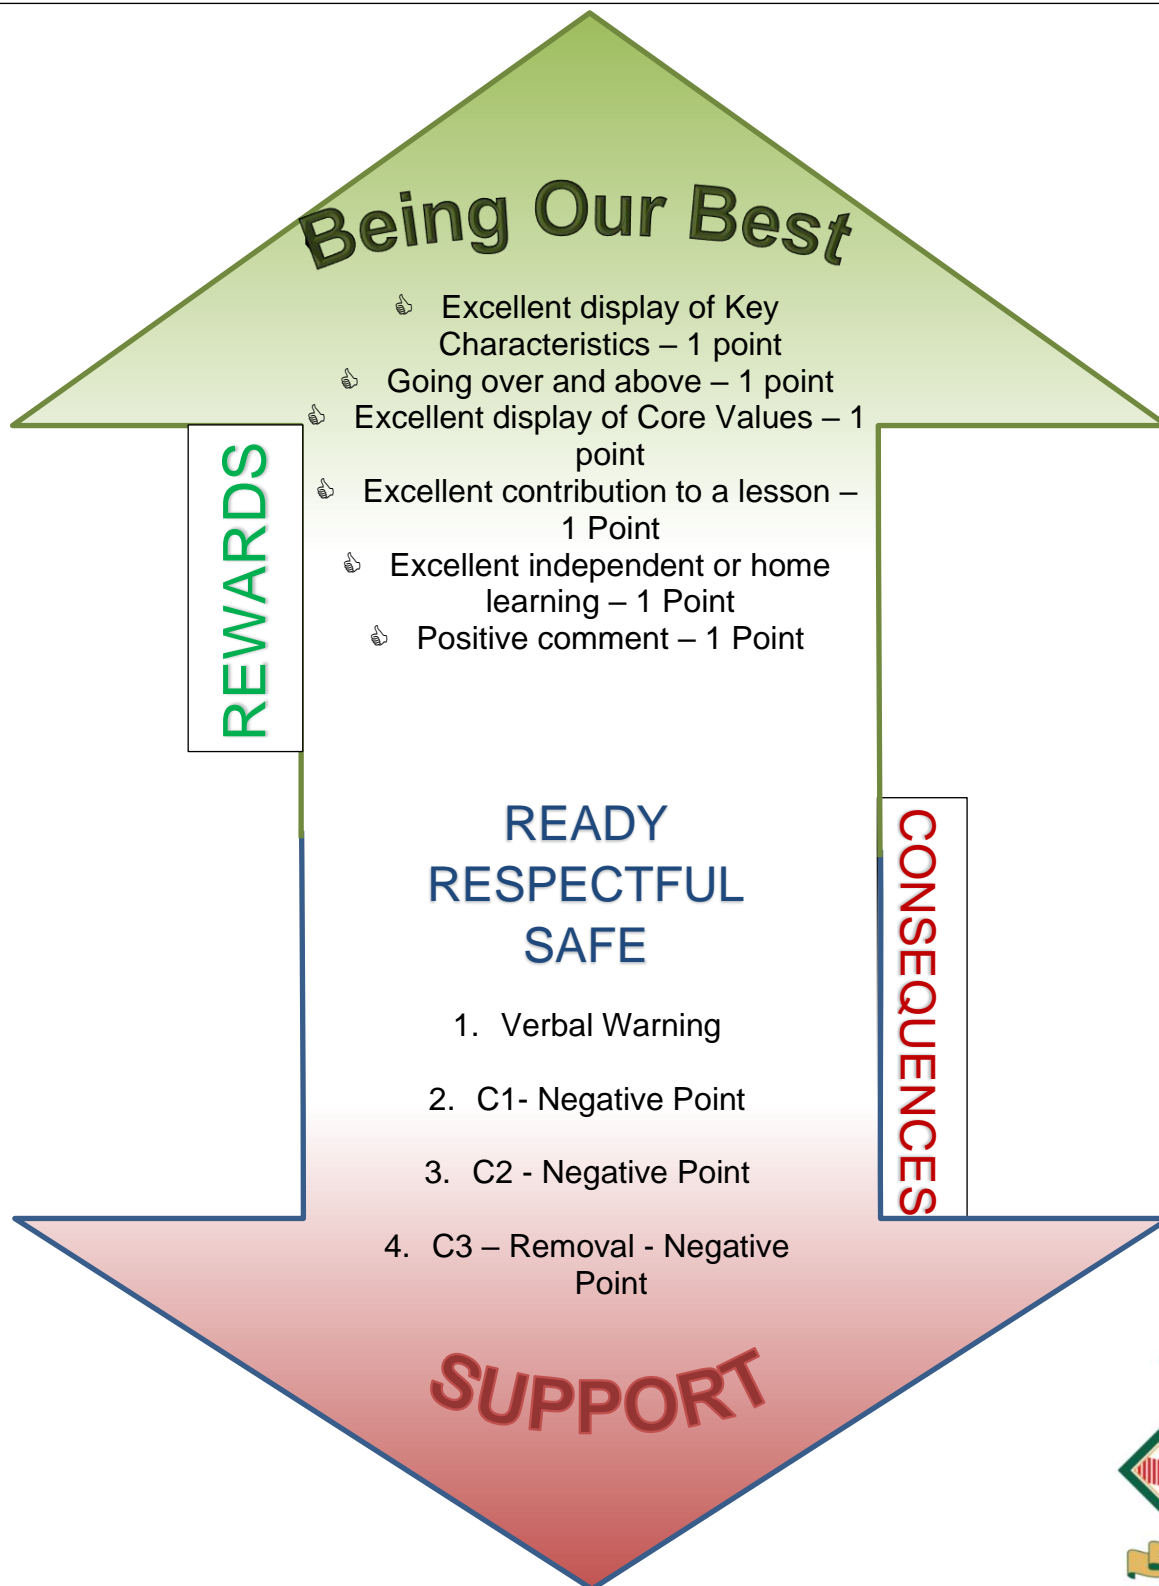 Being Our Best
Excellent display of Key
Characteristics – 1 point
Going over and above – 1 point
Excellent display of Core Values – 1
point
Excellent contribution to a lesson –
1 Point
Excellent independent or home
learning – 1 Point
Positive comment – 1 Point
REWARDS
READY
RESPECTFUL
SAFE
CONSEQUENCES
1. Verbal Warning
2. C1- Negative Point
3. C2 - Negative Point
4. C3 – Removal - Negative
Point
SUPPORT